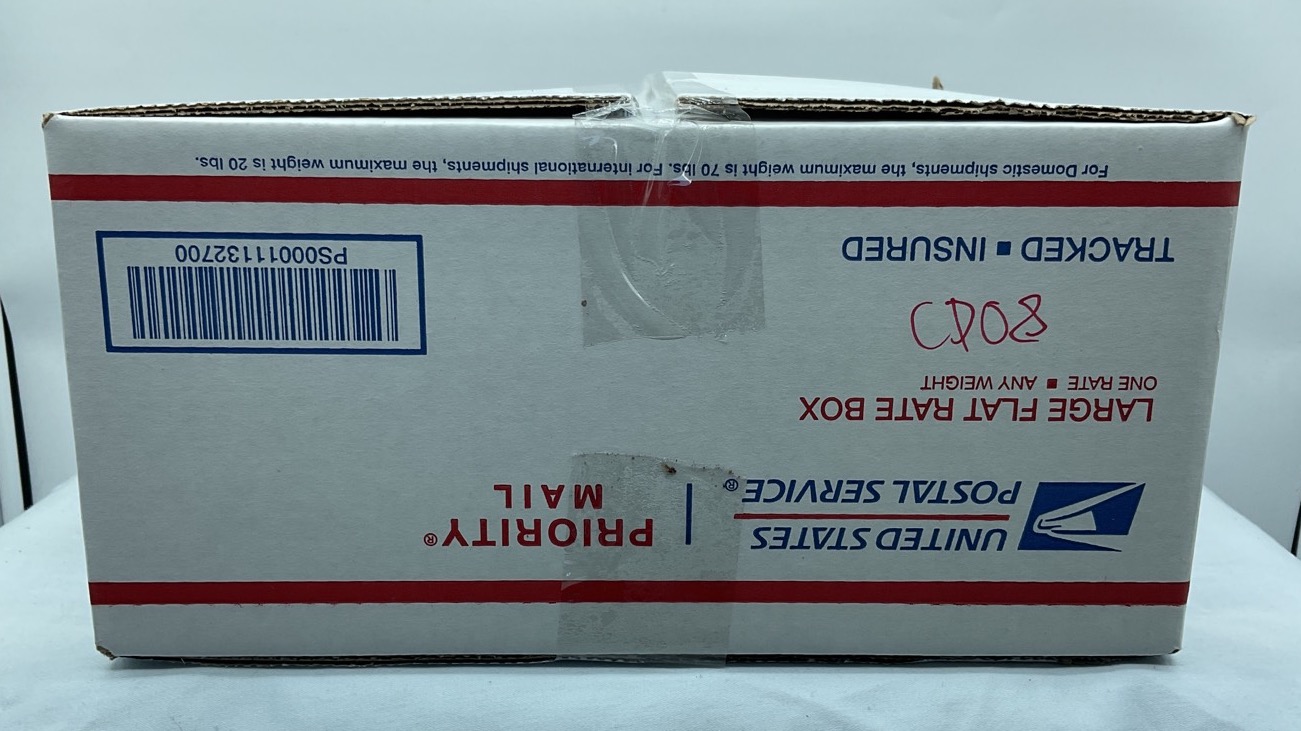 UNITED STATES
POSTAL SERVICE®
PRIORITY®
MAIL
LARGE FLAT RATE BOX
ONE RATE ■ ANY WEIGHT
CP08
TRACKED ■ INSURED
PS00011132700
For Domestic shipments, the maximum weight is 70 lbs. For international shipments, the maximum weight is 20 lbs.